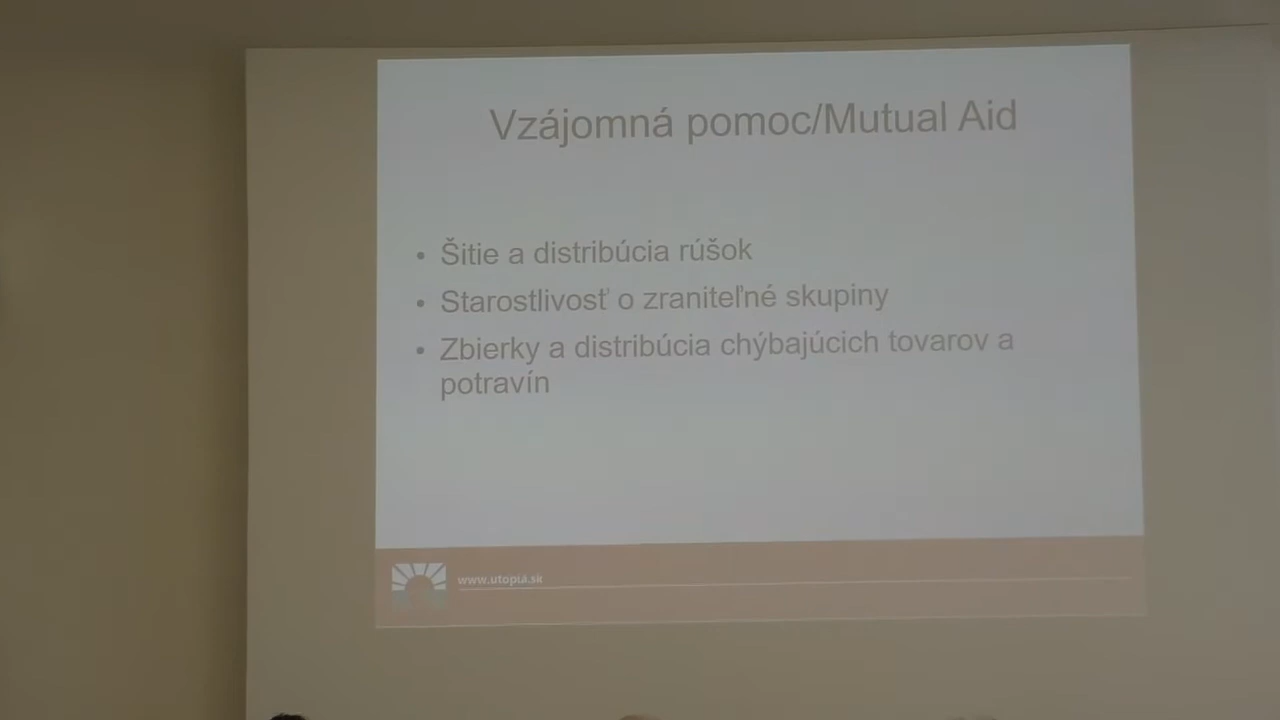 Vzájomná pomoc/Mutual Aid
• Šitie a distribúcia rúšok
• Starostlivosť o zraniteľné skupiny
• Zbierky a distribúcia chýbajúcich tovarov a
potravín
www.utopia.sk